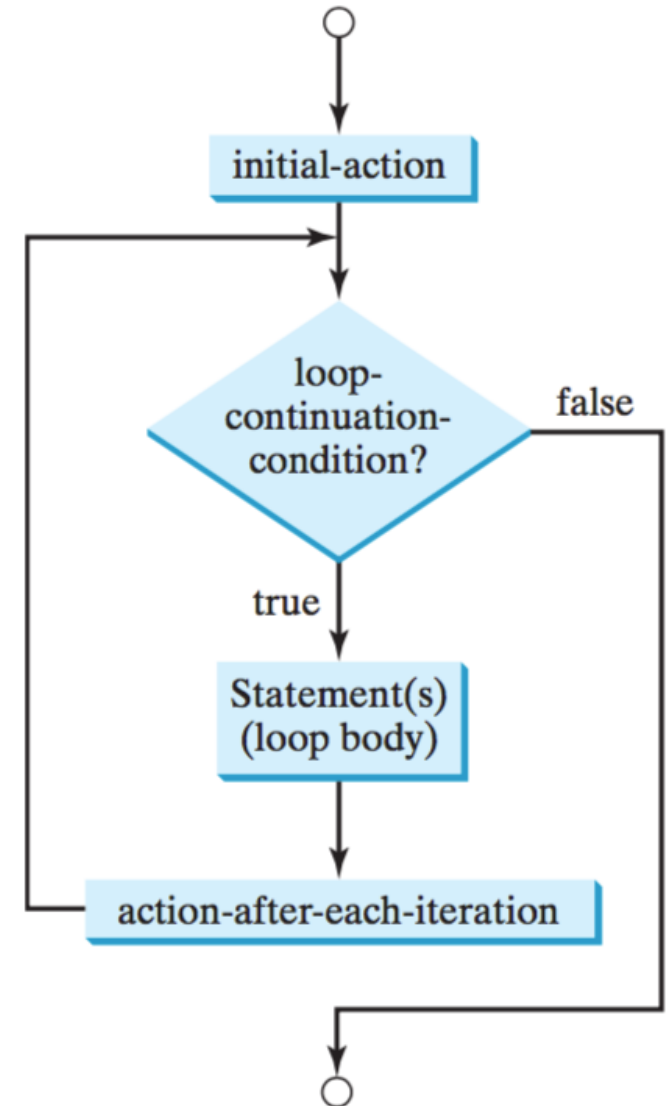 initial-action
loop-
continuation-
condition?
false
true
Statement(s)
(loop body)
action-after-each-iteration